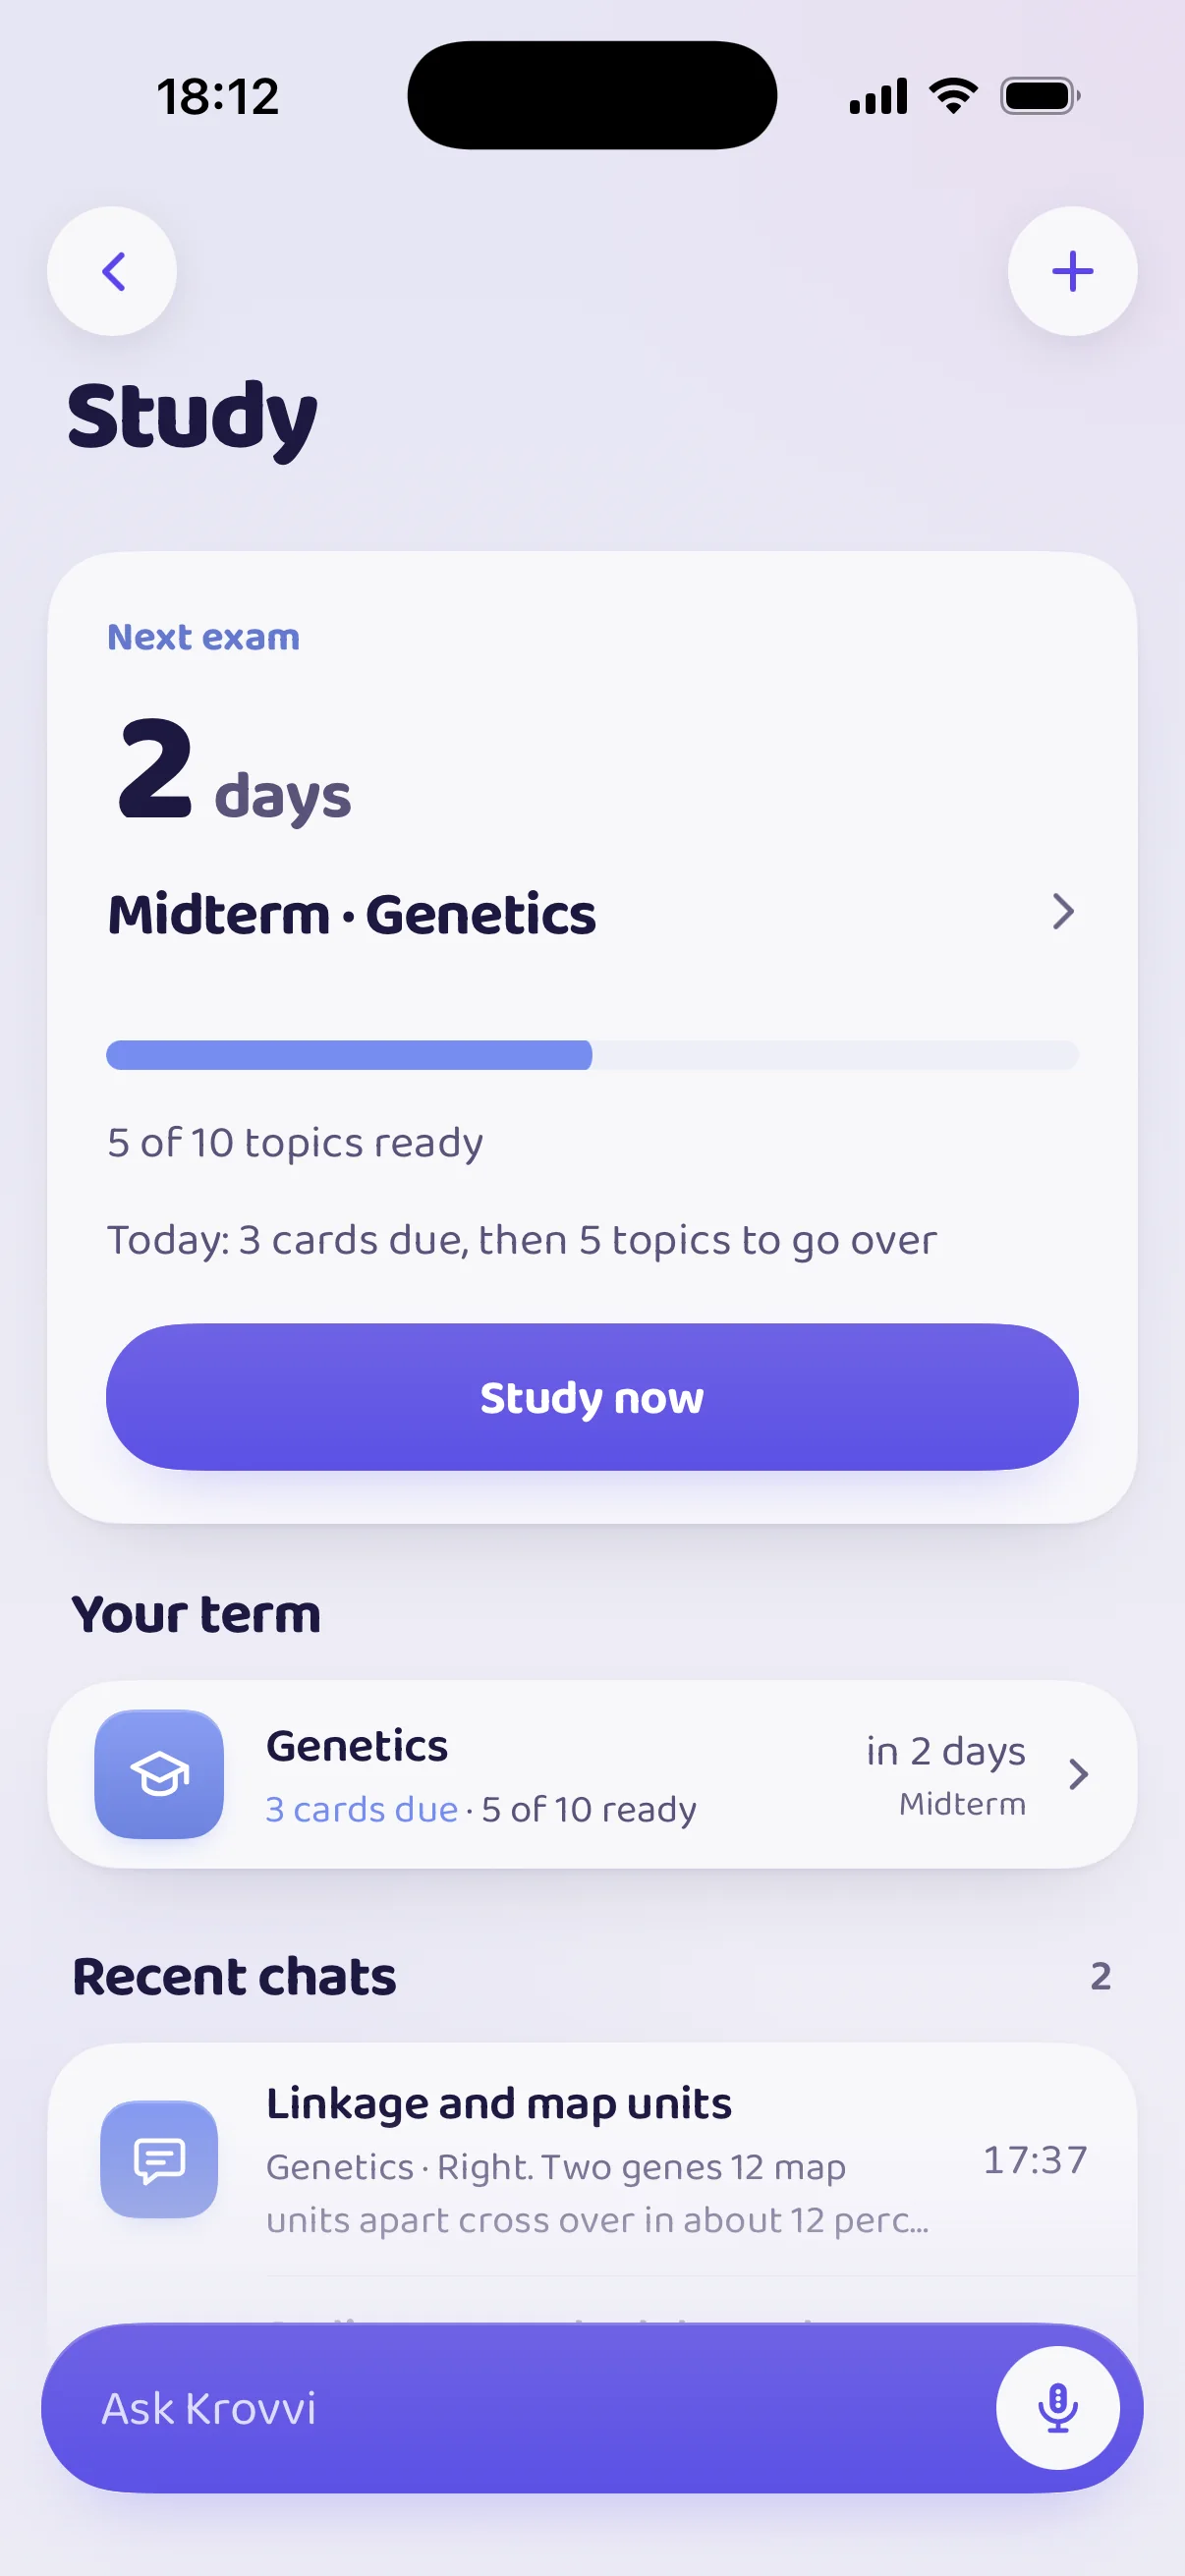 18:12
Study
Next exam
2 days
Midterm · Genetics
5 of 10 topics ready
Today: 3 cards due, then 5 topics to go over
Study now
Your term
Genetics
3 cards due · 5 of 10 ready
in 2 days
Midterm
Recent chats
2
Linkage and map units
Genetics · Right. Two genes 12 map
units apart cross over in about 12 perc...
17:37
Ask Krovvi